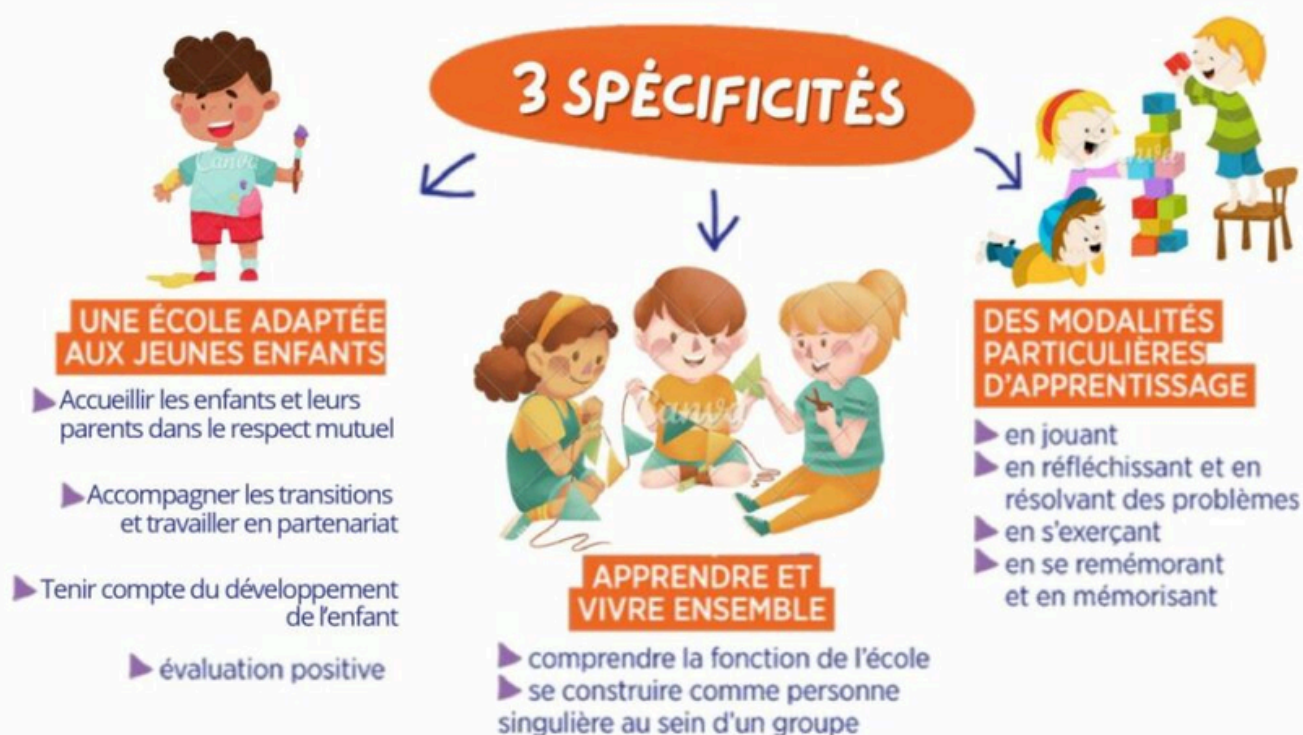 3 SPÉCIFICITÉS
UNE ÉCOLE ADAPTÉE
AUX JEUNES ENFANTS
Accueillir les enfants et leurs
parents dans le respect mutuel
Accompagner les transitions
et travailler en partenariat
Tenir compte du développement
de l'enfant
évaluation positive
APPRENDRE ET
VIVRE ENSEMBLE
comprendre la fonction de l'école
se construire comme personne
singulière au sein d'un groupe
DES MODALITÉS
PARTICULIÈRES
D'APPRENTISSAGE
en jouant
en réfléchissant et en
résolvant des problèmes
en s'exerçant
en se remémorant
et en mémorisant
Canva
Canva
Canva